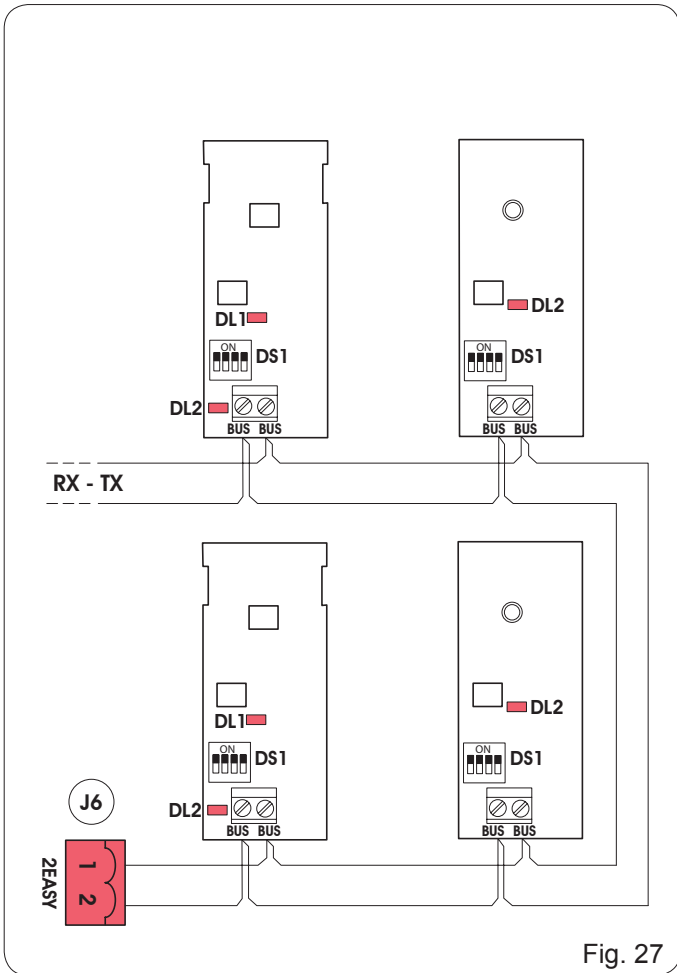 DL1
DL2
ON
DS1
ON
DS1
DL2
BUS BUS
BUS BUS
RX - TX
DL1
DL2
ON
DS1
ON
DS1
J6
DL2
BUS BUS
BUS BUS
2EASY
1
2
Fig. 27